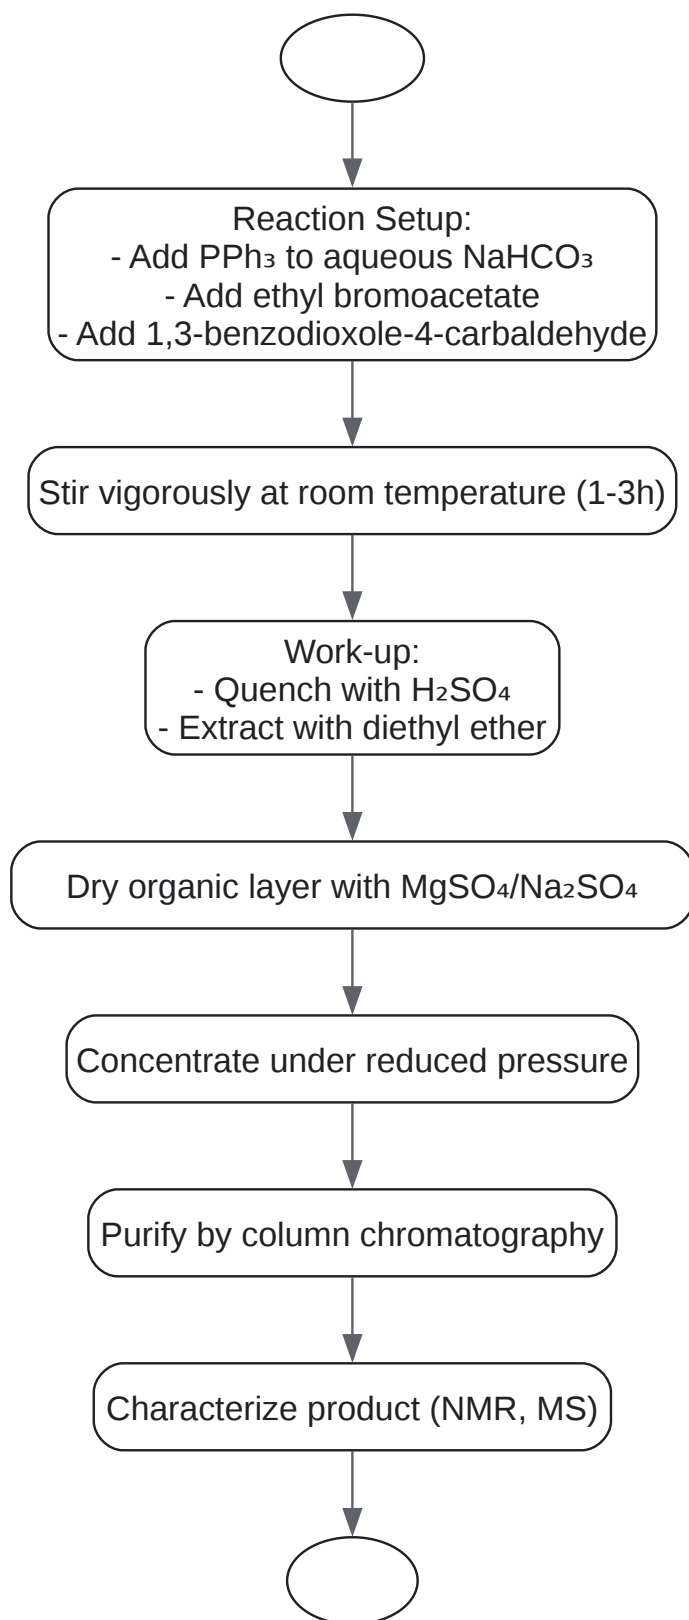 Reaction Setup:
- Add PPh₃ to aqueous NaHCO₃
- Add ethyl bromoacetate
- Add 1,3-benzodioxole-4-carbaldehyde
Stir vigorously at room temperature (1-3h)
Work-up:
- Quench with H₂SO₄
- Extract with diethyl ether
Dry organic layer with MgSO₄/Na₂SO₄
Concentrate under reduced pressure
Purify by column chromatography
Characterize product (NMR, MS)